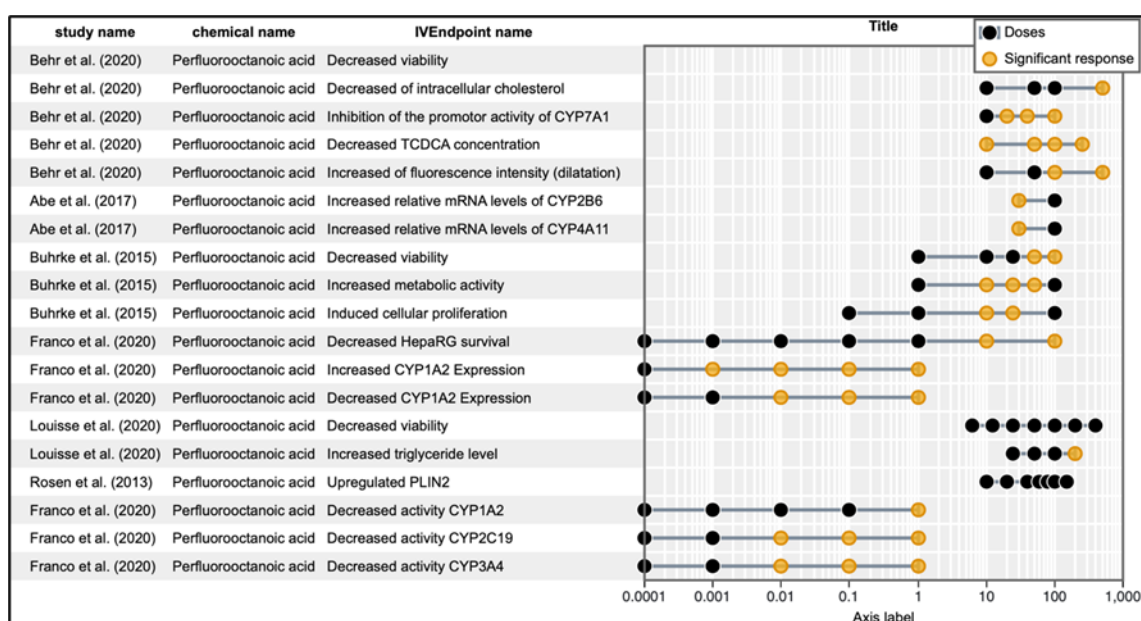 study name chemical name IVEndpoint name Title
Doses
Significant response
Behr et al. (2020) Perfluorooctanoic acid Decreased viability
Behr et al. (2020) Perfluorooctanoic acid Decreased of intracellular cholesterol
Behr et al. (2020) Perfluorooctanoic acid Inhibition of the promotor activity of CYP7A1
Behr et al. (2020) Perfluorooctanoic acid Decreased TCDCA concentration
Behr et al. (2020) Perfluorooctanoic acid Increased of fluorescence intensity (dilatation)
Abe et al. (2017) Perfluorooctanoic acid Increased relative mRNA levels of CYP2B6
Abe et al. (2017) Perfluorooctanoic acid Increased relative mRNA levels of CYP4A11
Buhrke et al. (2015) Perfluorooctanoic acid Decreased viability
Buhrke et al. (2015) Perfluorooctanoic acid Increased metabolic activity
Buhrke et al. (2015) Perfluorooctanoic acid Induced cellular proliferation
Franco et al. (2020) Perfluorooctanoic acid Decreased HepaRG survival
Franco et al. (2020) Perfluorooctanoic acid Increased CYP1A2 Expression
Franco et al. (2020) Perfluorooctanoic acid Decreased CYP1A2 Expression
Louisse et al. (2020) Perfluorooctanoic acid Decreased viability
Louisse et al. (2020) Perfluorooctanoic acid Increased triglyceride level
Rosen et al. (2013) Perfluorooctanoic acid Upregulated PLIN2
Franco et al. (2020) Perfluorooctanoic acid Decreased activity CYP1A2
Franco et al. (2020) Perfluorooctanoic acid Decreased activity CYP2C19
Franco et al. (2020) Perfluorooctanoic acid Decreased activity CYP3A4
0.0001 0.001 0.01 0.1 1 10 100 1,000
Axis label